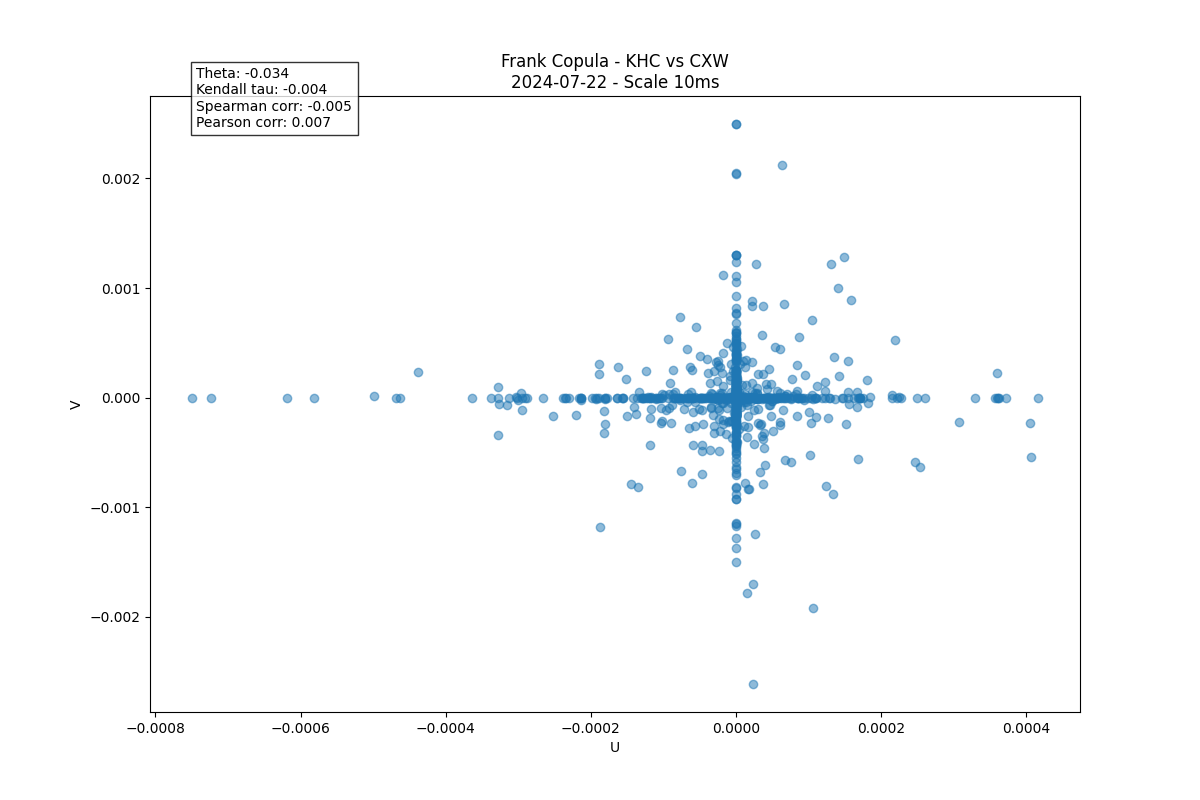 Frank Copula - KHC vs CXW
2024-07-22 - Scale 10ms
Theta: -0.034
Kendall tau: -0.004
Spearman corr: -0.005
Pearson corr: 0.007
V
0.002
0.001
0.000
−0.001
−0.002
−0.0008
−0.0006
−0.0004
−0.0002
0.0000
0.0002
0.0004
U